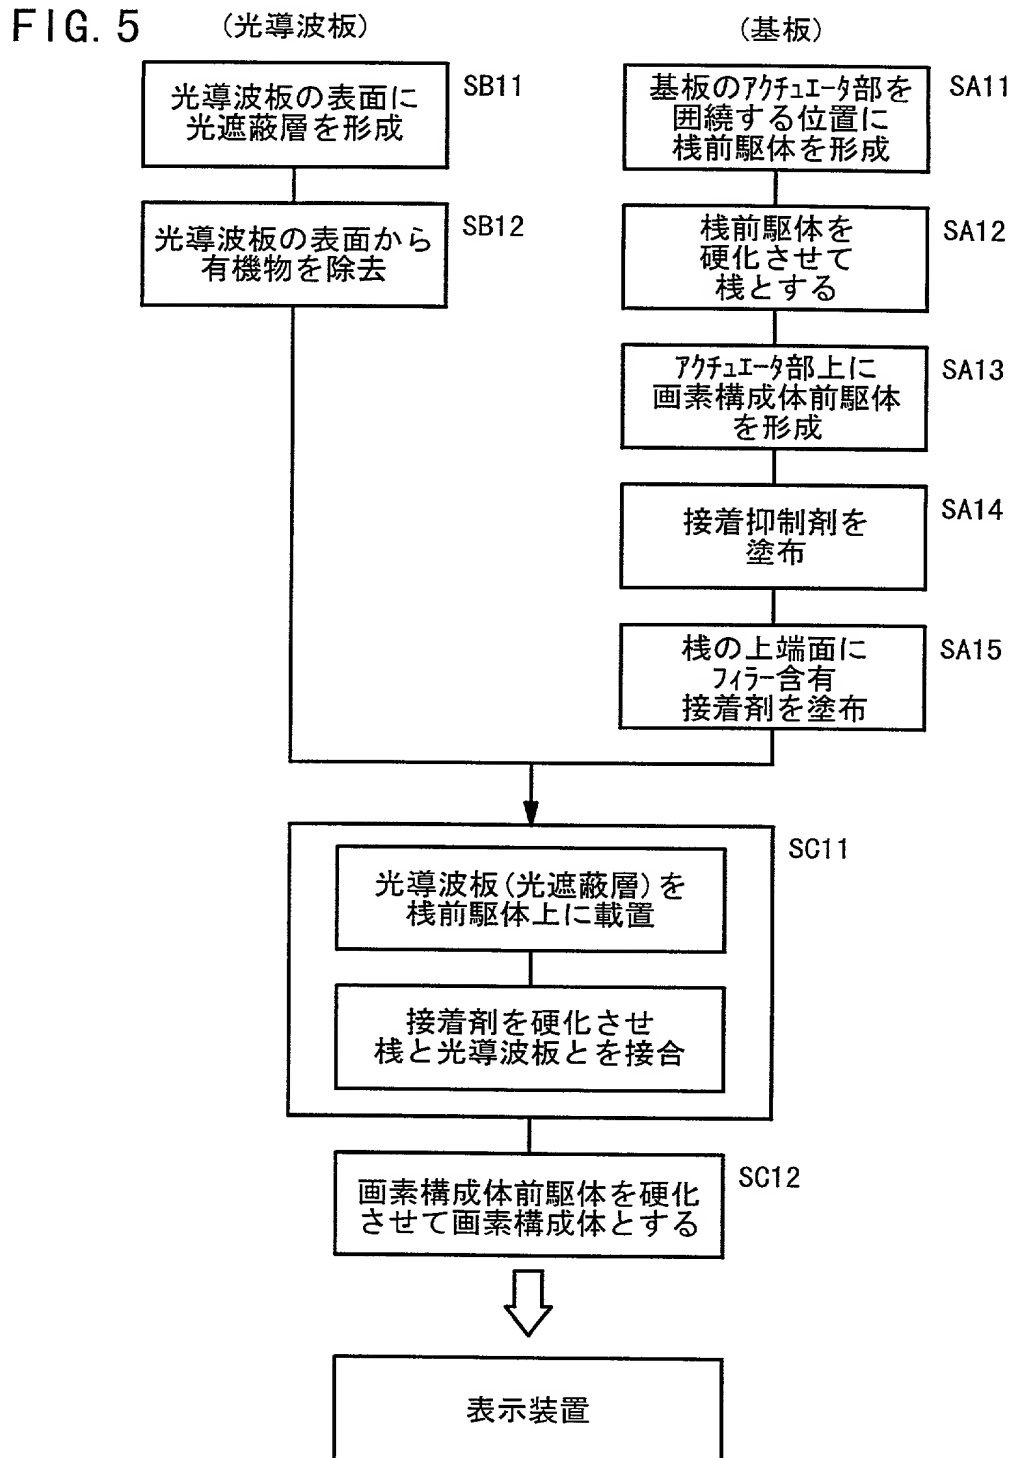 FIG. 5
(光導波板)
光導波板の表面に
光遮蔽層を形成
SB11
光導波板の表面から
有機物を除去
SB12
(基板)
基板のアクチュエータ部を
囲繞する位置に
桟前駆体を形成
SA11
桟前駆体を
硬化させて
桟とする
SA12
アクチュエータ部上に
画素構成体前駆体
を形成
SA13
接着抑制剤を
塗布
SA14
桟の上端面に
フィラー含有
接着剤を塗布
SA15
SC11
光導波板(光遮蔽層)を
桟前駆体上に載置
接着剤を硬化させ
桟と光導波板とを接合
画素構成体前駆体を硬化
させて画素構成体とする
SC12
表示装置